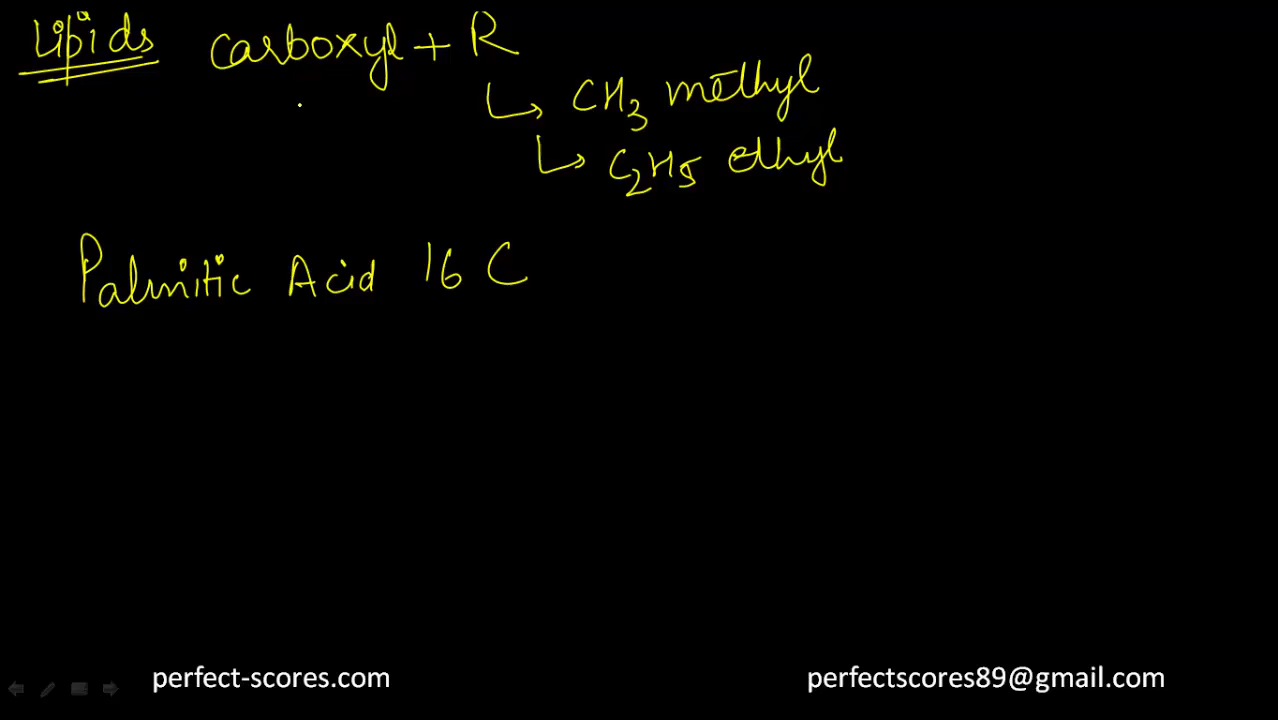 Lipids carboxyl + R
CH3 methyl
C2H5 ethyl
Palmitic Acid 16 C
perfect-scores.com
perfectscores89@gmail.com